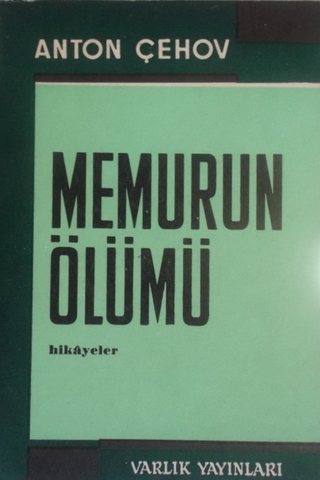 ANTON ÇEHOV
MEMURUN
ÖLÜMÜ
hikâyeler
VARLIK YAYINLARI